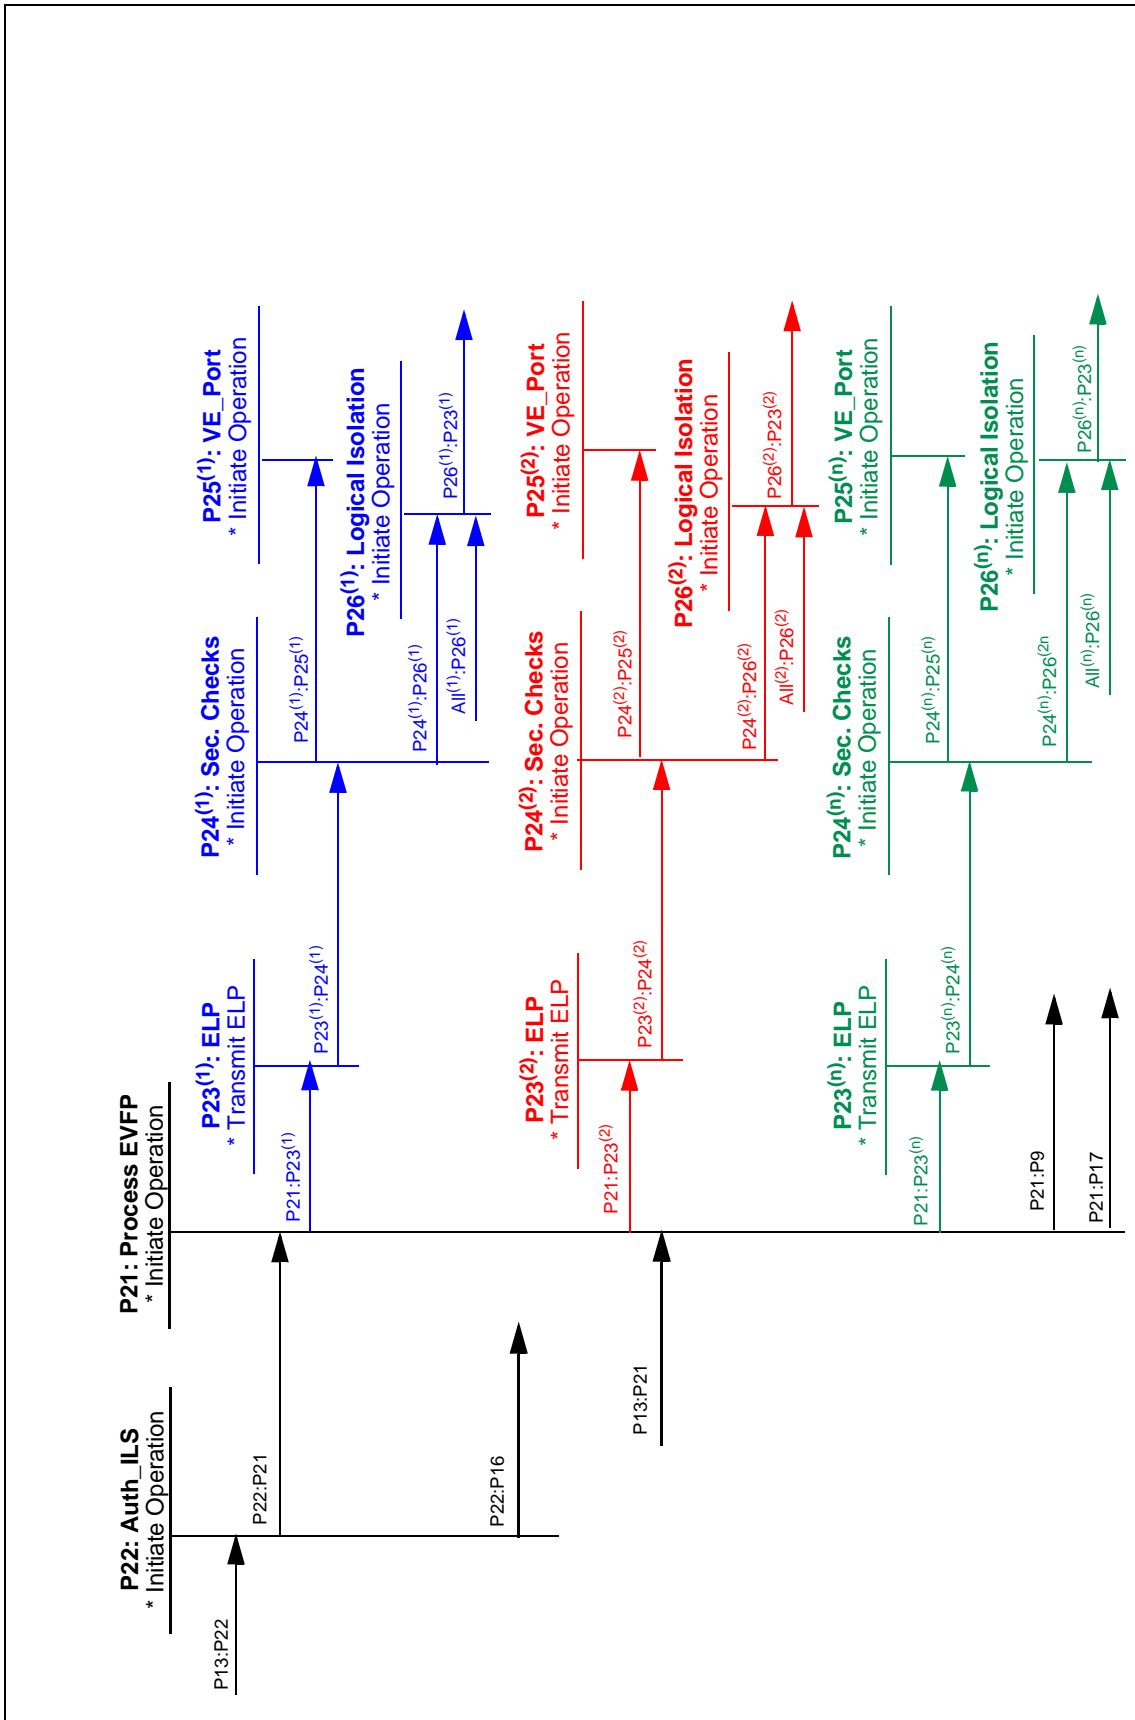 P22: Auth_ILS
* Initiate Operation
P13:P22
P22:P21
P22:P16
P21: Process EVFP
* Initiate Operation
P13:P21
P21:P23(1)
P21:P23(2)
P21:P23(n)
P21:P9
P21:P17
P23(1): ELP
* Transmit ELP
P23(1):P24(1)
P24(1): Sec. Checks
* Initiate Operation
P24(1):P25(1)
P24(1):P26(1)
All(1):P26(1)
P25(1): VE_Port
* Initiate Operation
P26(1): Logical Isolation
* Initiate Operation
P26(1):P23(1)
P23(2): ELP
* Transmit ELP
P23(2):P24(2)
P24(2): Sec. Checks
* Initiate Operation
P24(2):P25(2)
P24(2):P26(2)
All(2):P26(2)
P25(2): VE_Port
* Initiate Operation
P26(2): Logical Isolation
* Initiate Operation
P26(2):P23(2)
P23(n): ELP
* Transmit ELP
P23(n):P24(n)
P24(n): Sec. Checks
* Initiate Operation
P24(n):P25(n)
P24(n):P26(2n
All(n):P26(n)
P25(n): VE_Port
* Initiate Operation
P26(n): Logical Isolation
* Initiate Operation
P26(n):P23(n)